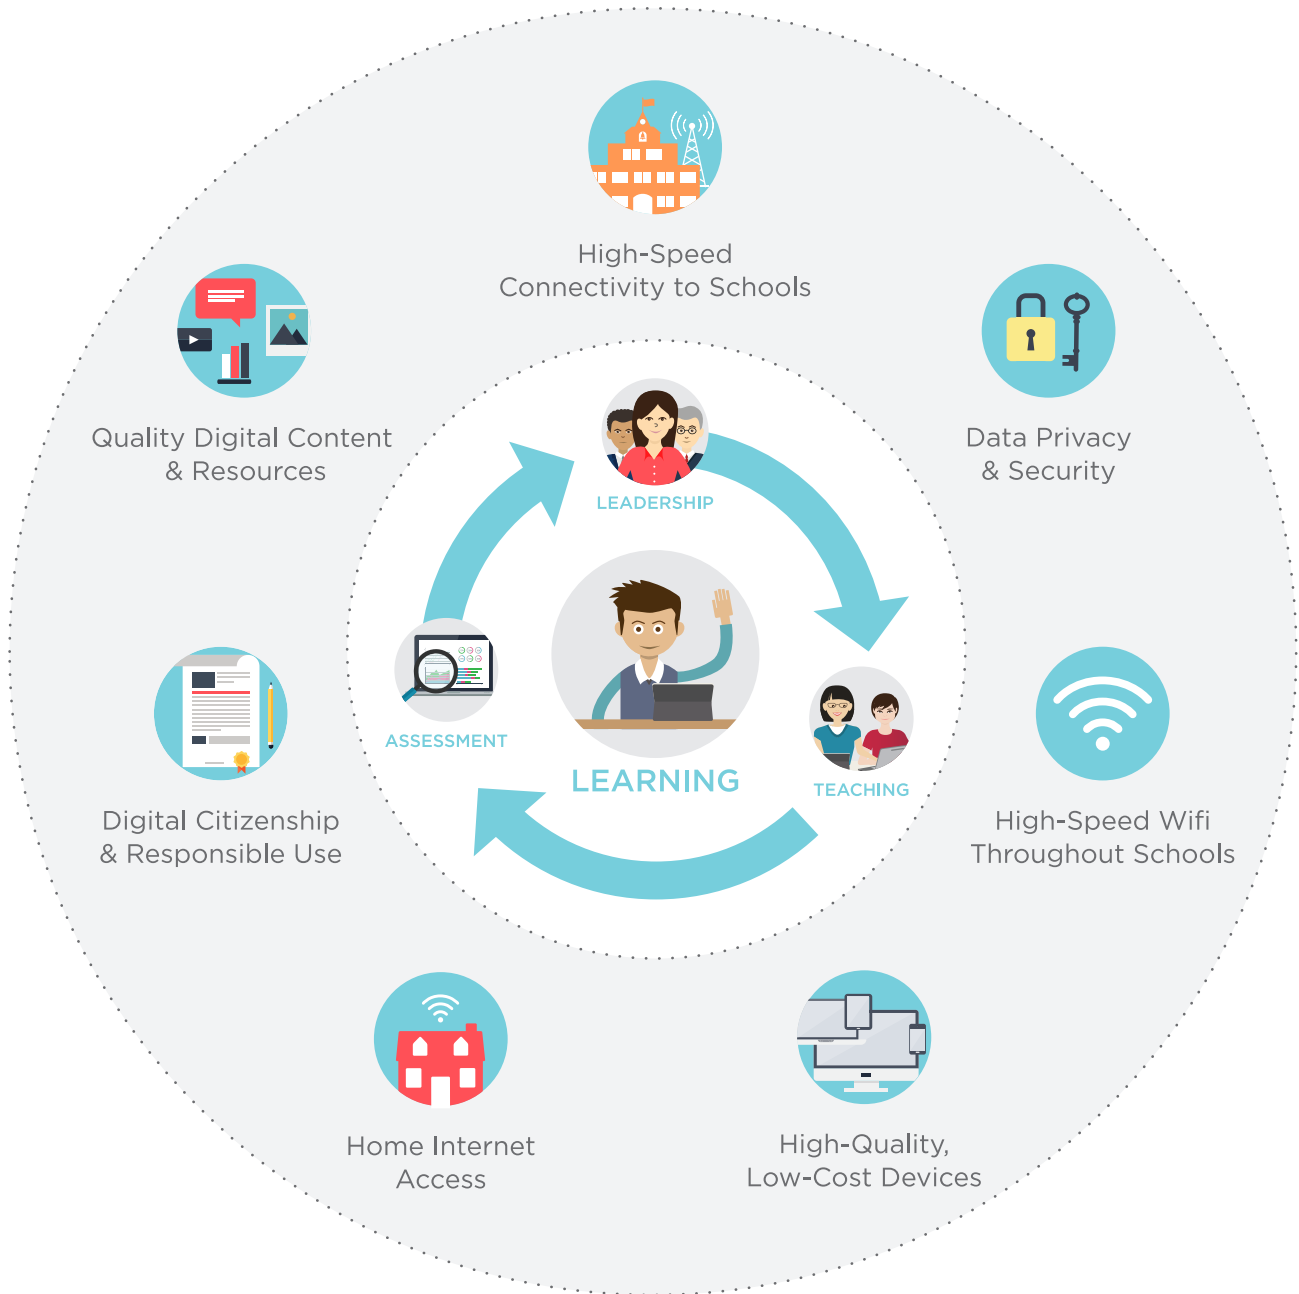 High-Speed
Connectivity to Schools
Quality Digital Content
& Resources
Data Privacy
& Security
LEADERSHIP
ASSESSMENT
LEARNING
TEACHING
Digital Citizenship
& Responsible Use
High-Speed Wifi
Throughout Schools
Home Internet
Access
High-Quality,
Low-Cost Devices